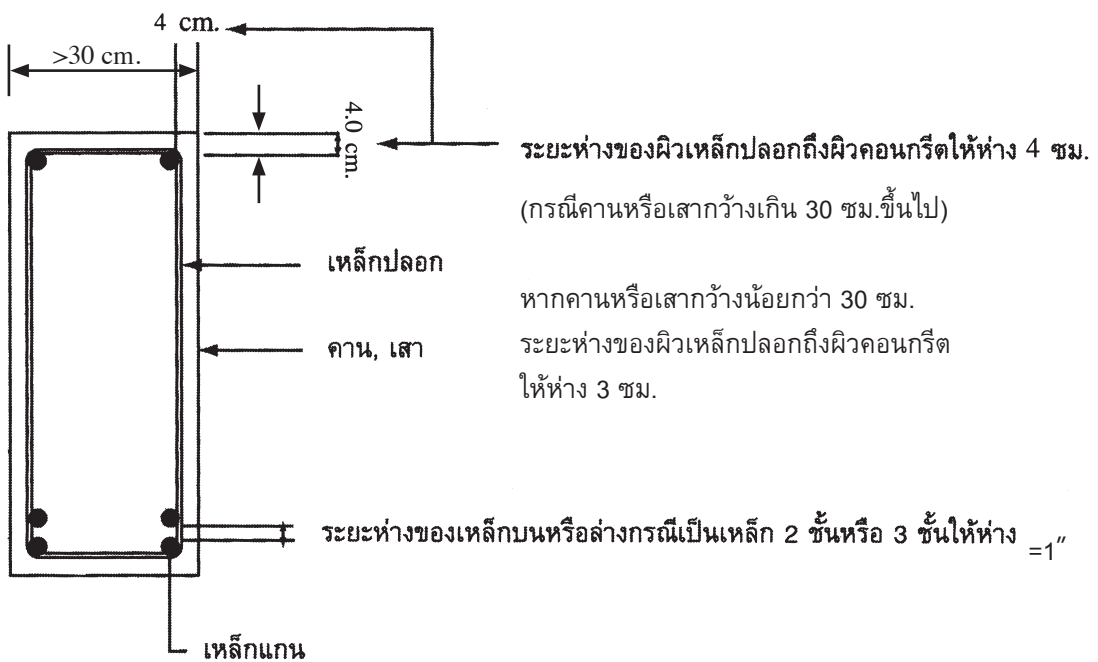 4 cm.
>30 cm.
4.0 cm.
ระยะห่างของผิวเหล็กปลอกถึงผิวคอนกรีตให้ห่าง 4 ซม.
(กรณีคานหรือเสากว้างเกิน 30 ซม.ขึ้นไป)
เหล็กปลอก
หากคานหรือเสากว้างน้อยกว่า 30 ซม.
ระยะห่างของผิวเหล็กปลอกถึงผิวคอนกรีต
ให้ห่าง 3 ซม.
คาน, เสา
ระยะห่างของเหล็กบนหรือล่างกรณีเป็นเหล็ก 2 ชั้นหรือ 3 ชั้นให้ห่าง =1″
เหล็กแกน